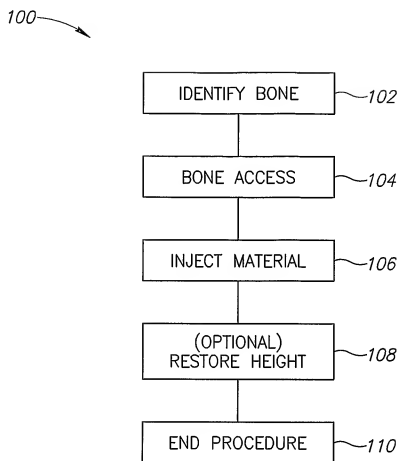 100
IDENTIFY BONE 102
BONE ACCESS 104
INJECT MATERIAL 106
(OPTIONAL)
RESTORE HEIGHT 108
END PROCEDURE 110